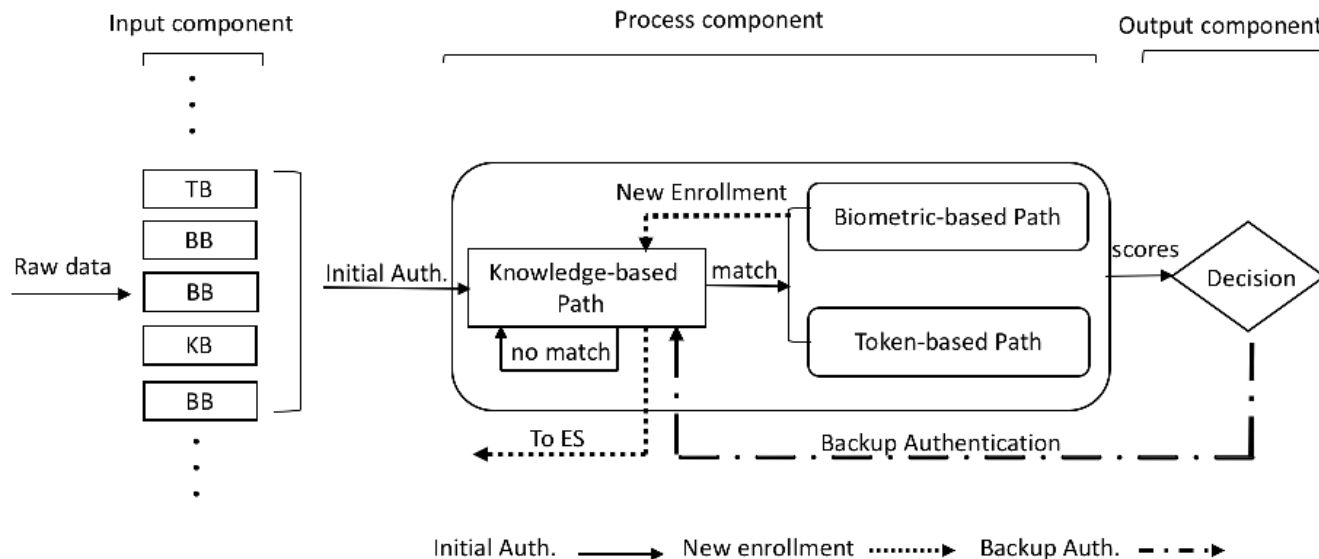 Input component
Process component
Output component
TB
BB
BB
KB
BB
Raw data
Initial Auth.
New Enrollment
Knowledge-based
Path
match
no match
Biometric-based Path
Token-based Path
scores
Decision
To ES
Backup Authentication
Initial Auth.
New enrollment
Backup Auth.